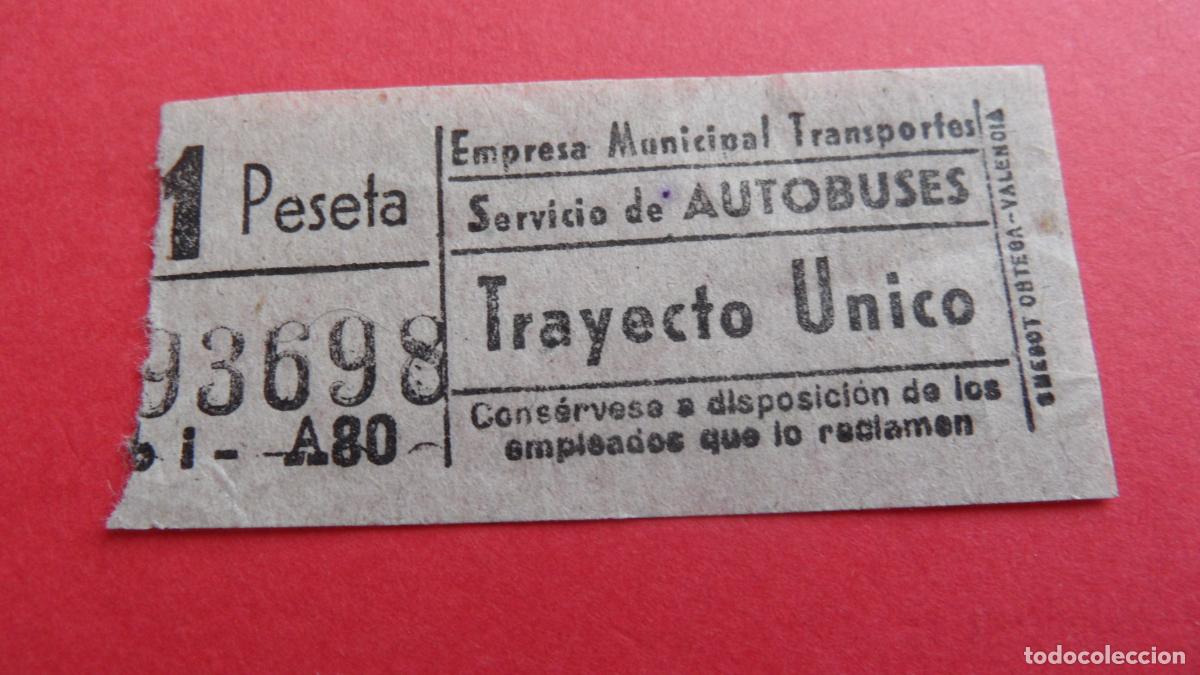 1 Peseta
93698
bi - A80
Empresa Municipal Transportes
Servicio de AUTOBUSES
Trayecto Unico
Consérvese a disposición de los
empleados que lo reclamen
ORTEGA - VALENCIA
todocoleccion